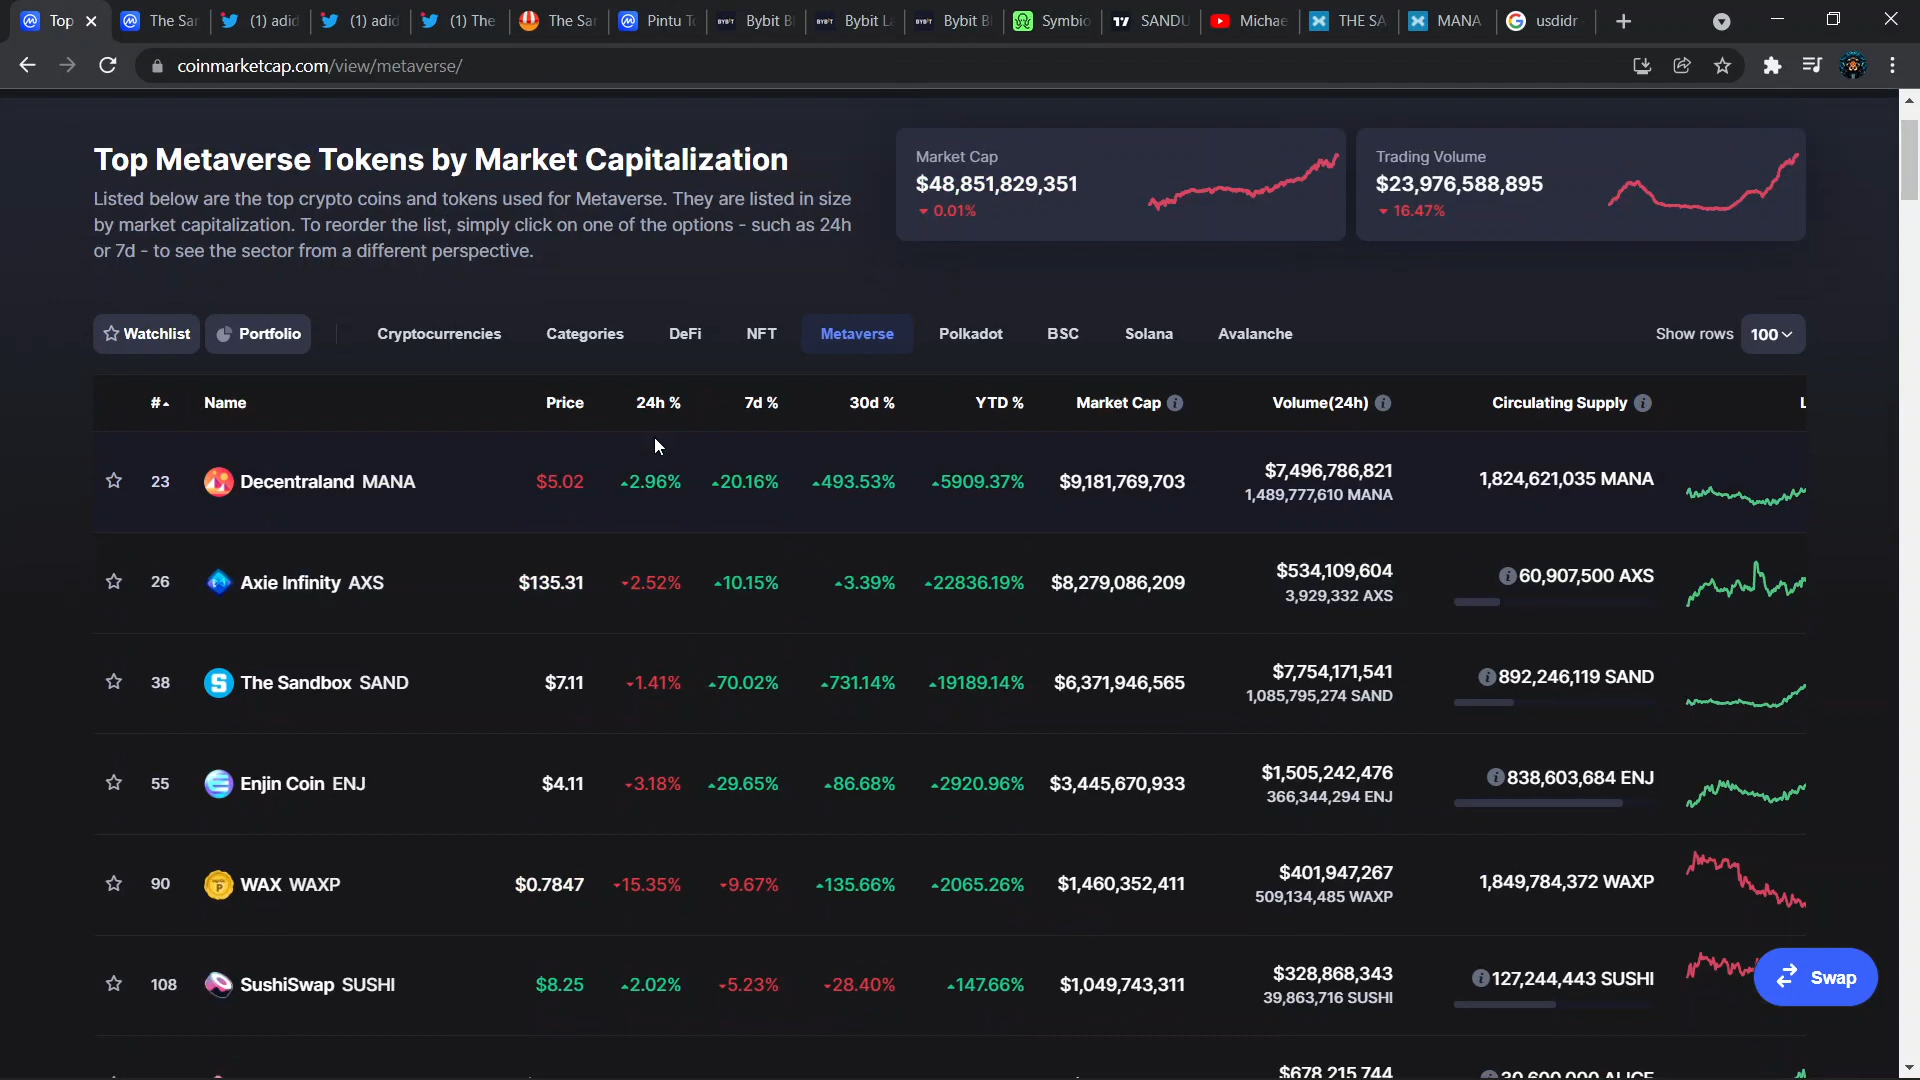 Top
The Sar
(1) adid
(1) adid
(1) The
The Sar
Pintu To
BYBIT Bybit Bl
BYBIT Bybit La
BYBIT Bybit Bl
Symbio
SANDU
Michae
THE SA
MANA
usdidr
coinmarketcap.com/view/metaverse/
Top Metaverse Tokens by Market Capitalization
Listed below are the top crypto coins and tokens used for Metaverse. They are listed in size
by market capitalization. To reorder the list, simply click on one of the options - such as 24h
or 7d - to see the sector from a different perspective.
Market Cap
$48,851,829,351
0.01%
Trading Volume
$23,976,588,895
16.47%
Watchlist Portfolio Cryptocurrencies Categories DeFi NFT Metaverse Polkadot BSC Solana Avalanche Show rows 100
# Name Price 24h % 7d % 30d % YTD % Market Cap Volume(24h) Circulating Supply L
23 Decentraland MANA $5.02 2.96% 20.16% 493.53% 5909.37% $9,181,769,703 $7,496,786,821 1,824,621,035 MANA
1,489,777,610 MANA
26 Axie Infinity AXS $135.31 2.52% 10.15% 3.39% 22836.19% $8,279,086,209 $534,109,604 60,907,500 AXS
3,929,332 AXS
38 The Sandbox SAND $7.11 1.41% 70.02% 731.14% 19189.14% $6,371,946,565 $7,754,171,541 892,246,119 SAND
1,085,795,274 SAND
55 Enjin Coin ENJ $4.11 3.18% 29.65% 86.68% 2920.96% $3,445,670,933 $1,505,242,476 838,603,684 ENJ
366,344,294 ENJ
90 WAX WAXP $0.7847 15.35% 9.67% 135.66% 2065.26% $1,460,352,411 $401,947,267 1,849,784,372 WAXP
509,134,485 WAXP
108 SushiSwap SUSHI $8.25 2.02% 5.23% 28.40% 147.66% $1,049,743,311 $328,868,343 127,244,443 SUSHI
39,863,716 SUSHI
Swap
$678,215,744 30,600,000 ALICE